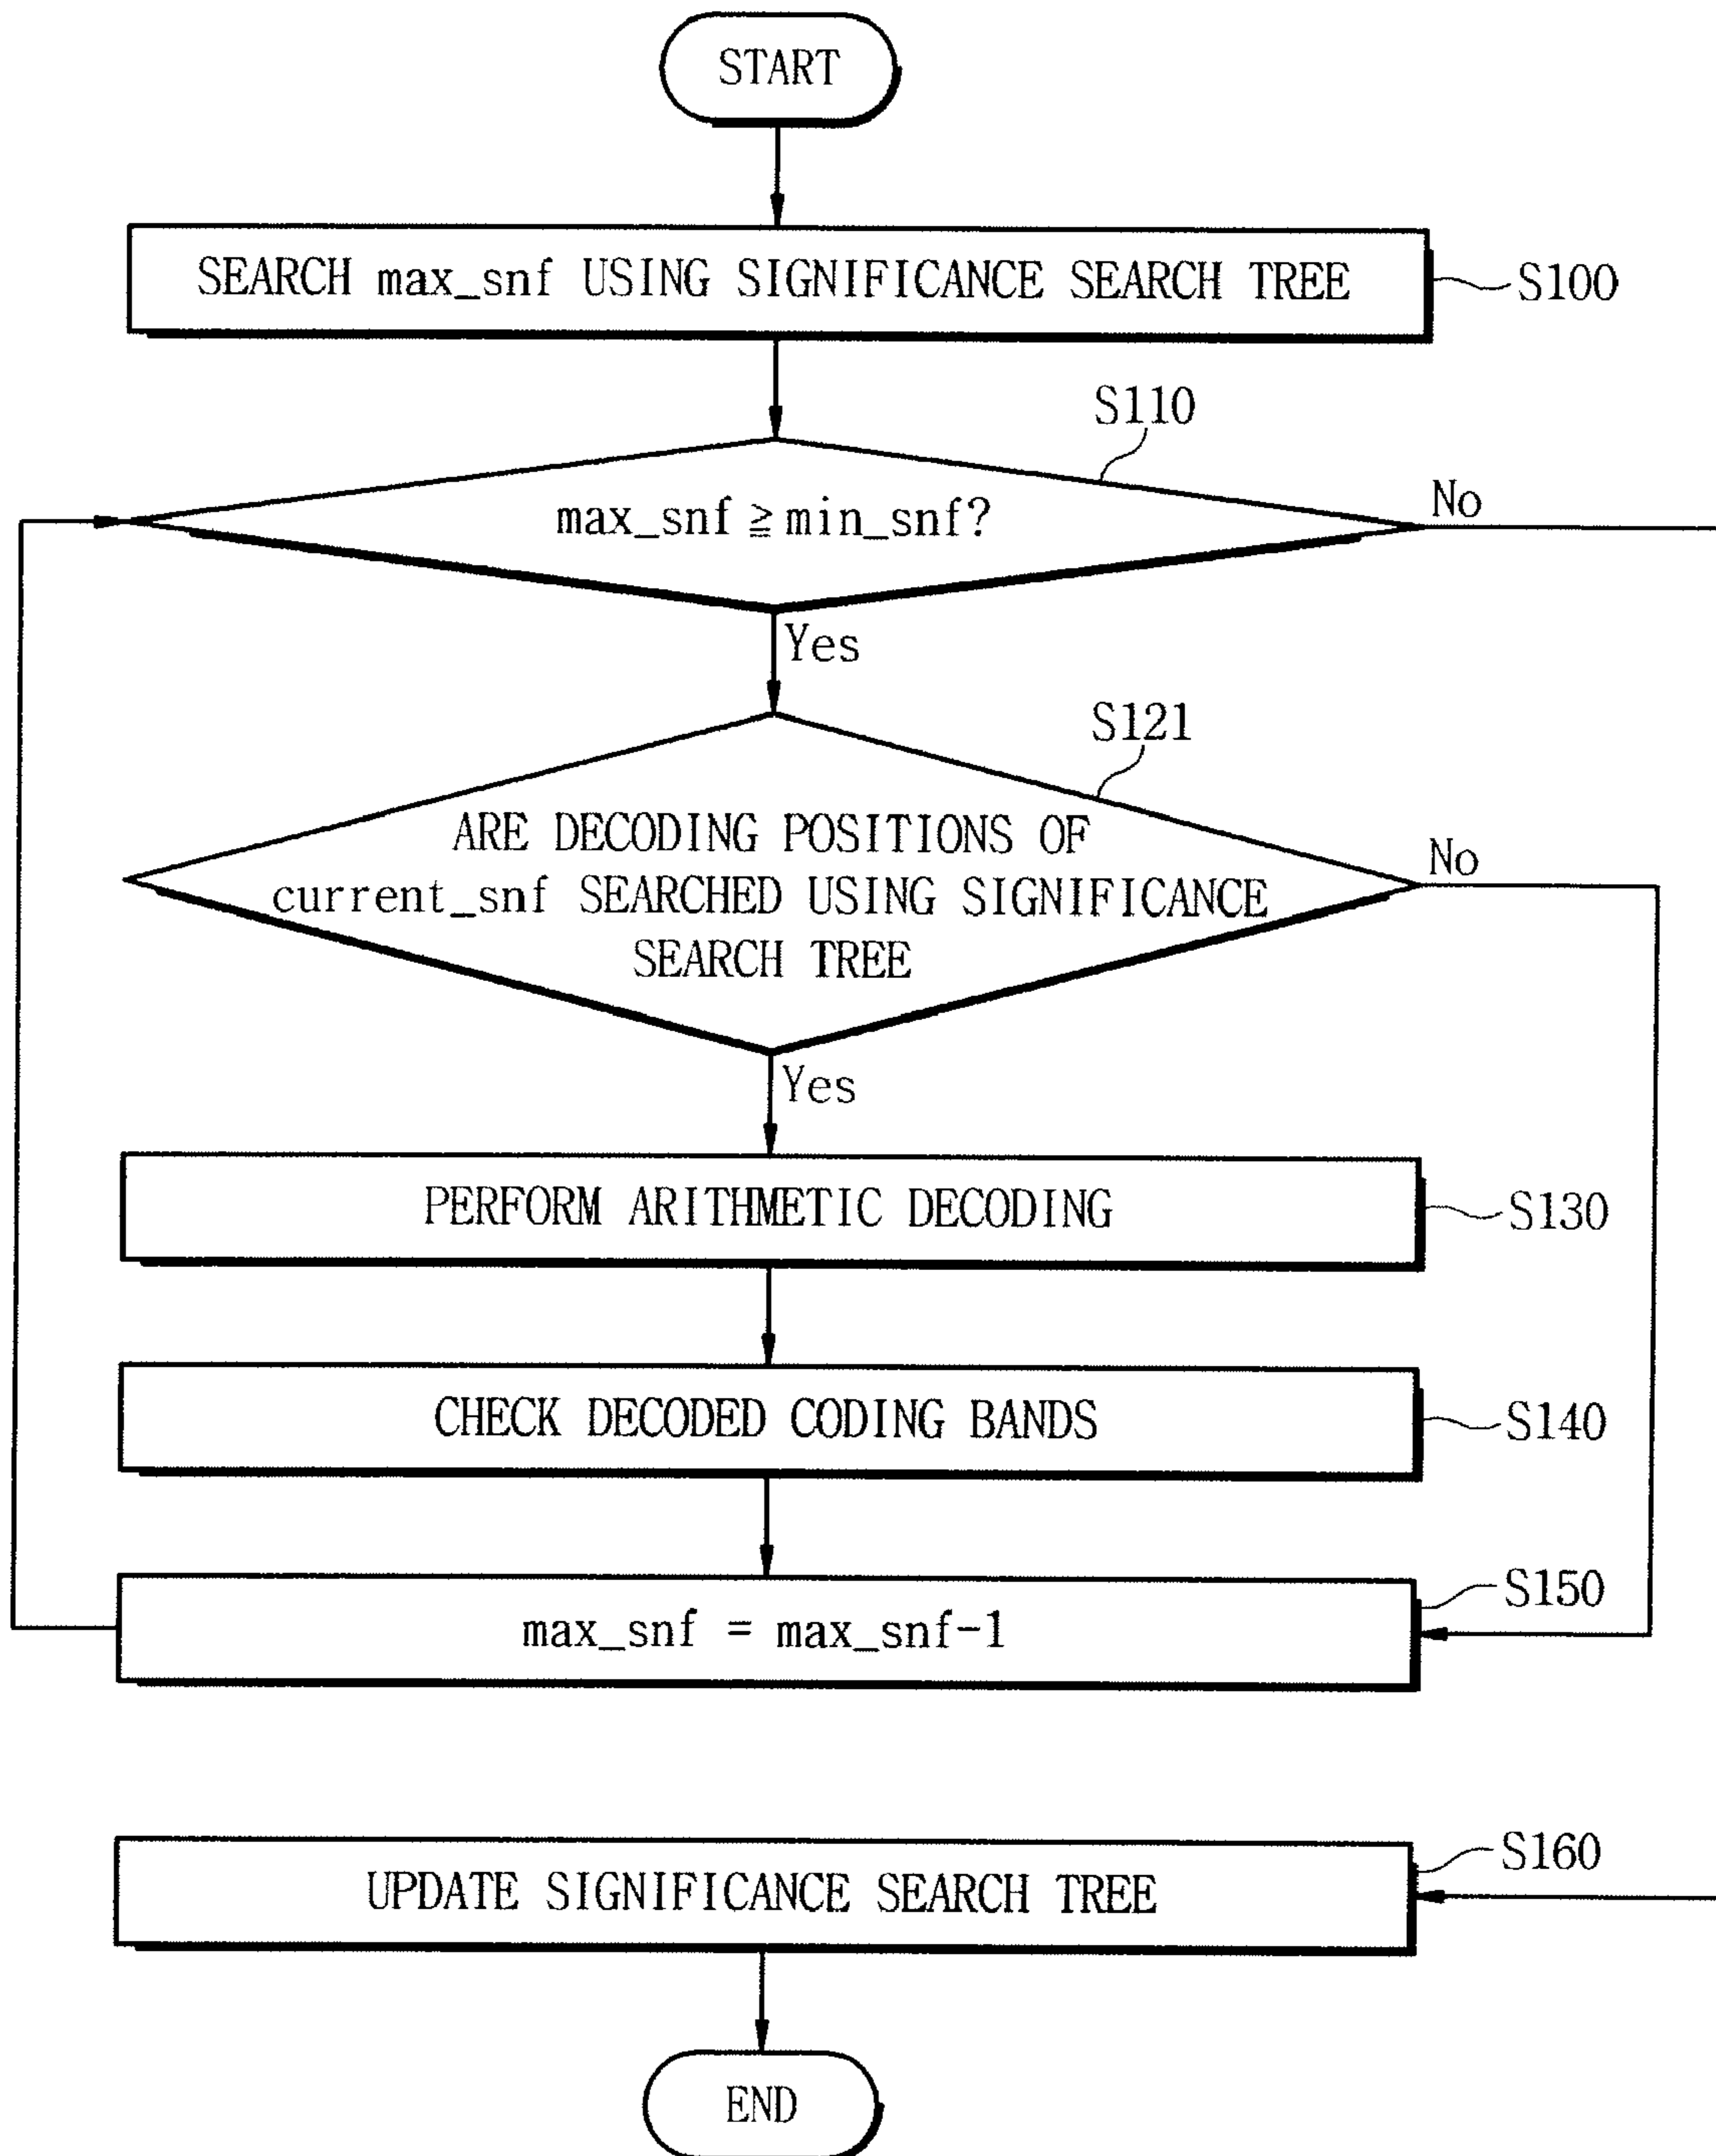 START
SEARCH max_snf USING SIGNIFICANCE SEARCH TREE
S100
S110
max_snf ≧ min_snf?
No
Yes
S121
ARE DECODING POSITIONS OF
current_snf SEARCHED USING SIGNIFICANCE
SEARCH TREE
No
Yes
PERFORM ARITHMETIC DECODING
S130
CHECK DECODED CODING BANDS
S140
max_snf = max_snf-1
S150
UPDATE SIGNIFICANCE SEARCH TREE
S160
END